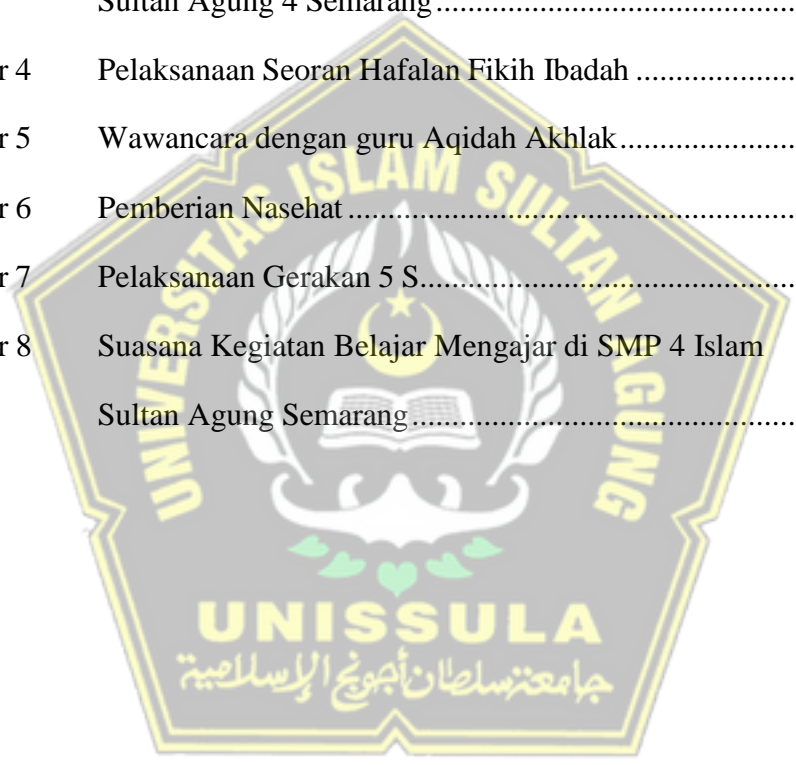 Sultan Agung 4 Semarang
r 4 Pelaksanaan Seoran Hafalan Fikih Ibadah
r 5 Wawancara dengan guru Aqidah Akhlak
r 6 Pemberian Nasehat
r 7 Pelaksanaan Gerakan 5 S
r 8 Suasana Kegiatan Belajar Mengajar di SMP 4 Islam
Sultan Agung Semarang
UNIVERSITAS ISLAM SULTAN AGUNG
UNISSULA
جامعة سلطان أجونج الإسلامية